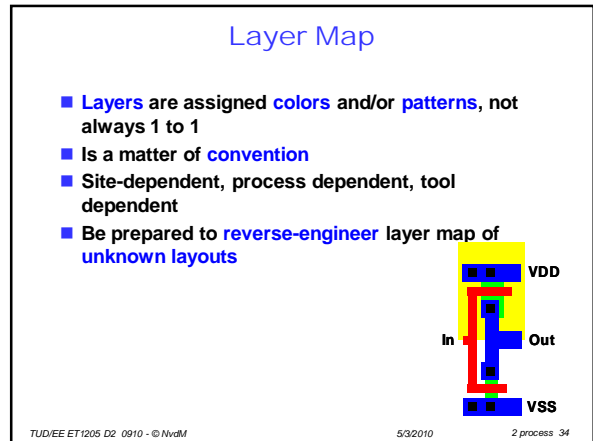 Layer Map
Layers are assigned colors and/or patterns, not
always 1 to 1
Is a matter of convention
Site-dependent, process dependent, tool
dependent
Be prepared to reverse-engineer layer map of
unknown layouts
VDD
In
Out
VSS
TUD/EE ET1205 D2 0910 - © NvdM
5/3/2010
2 process 34